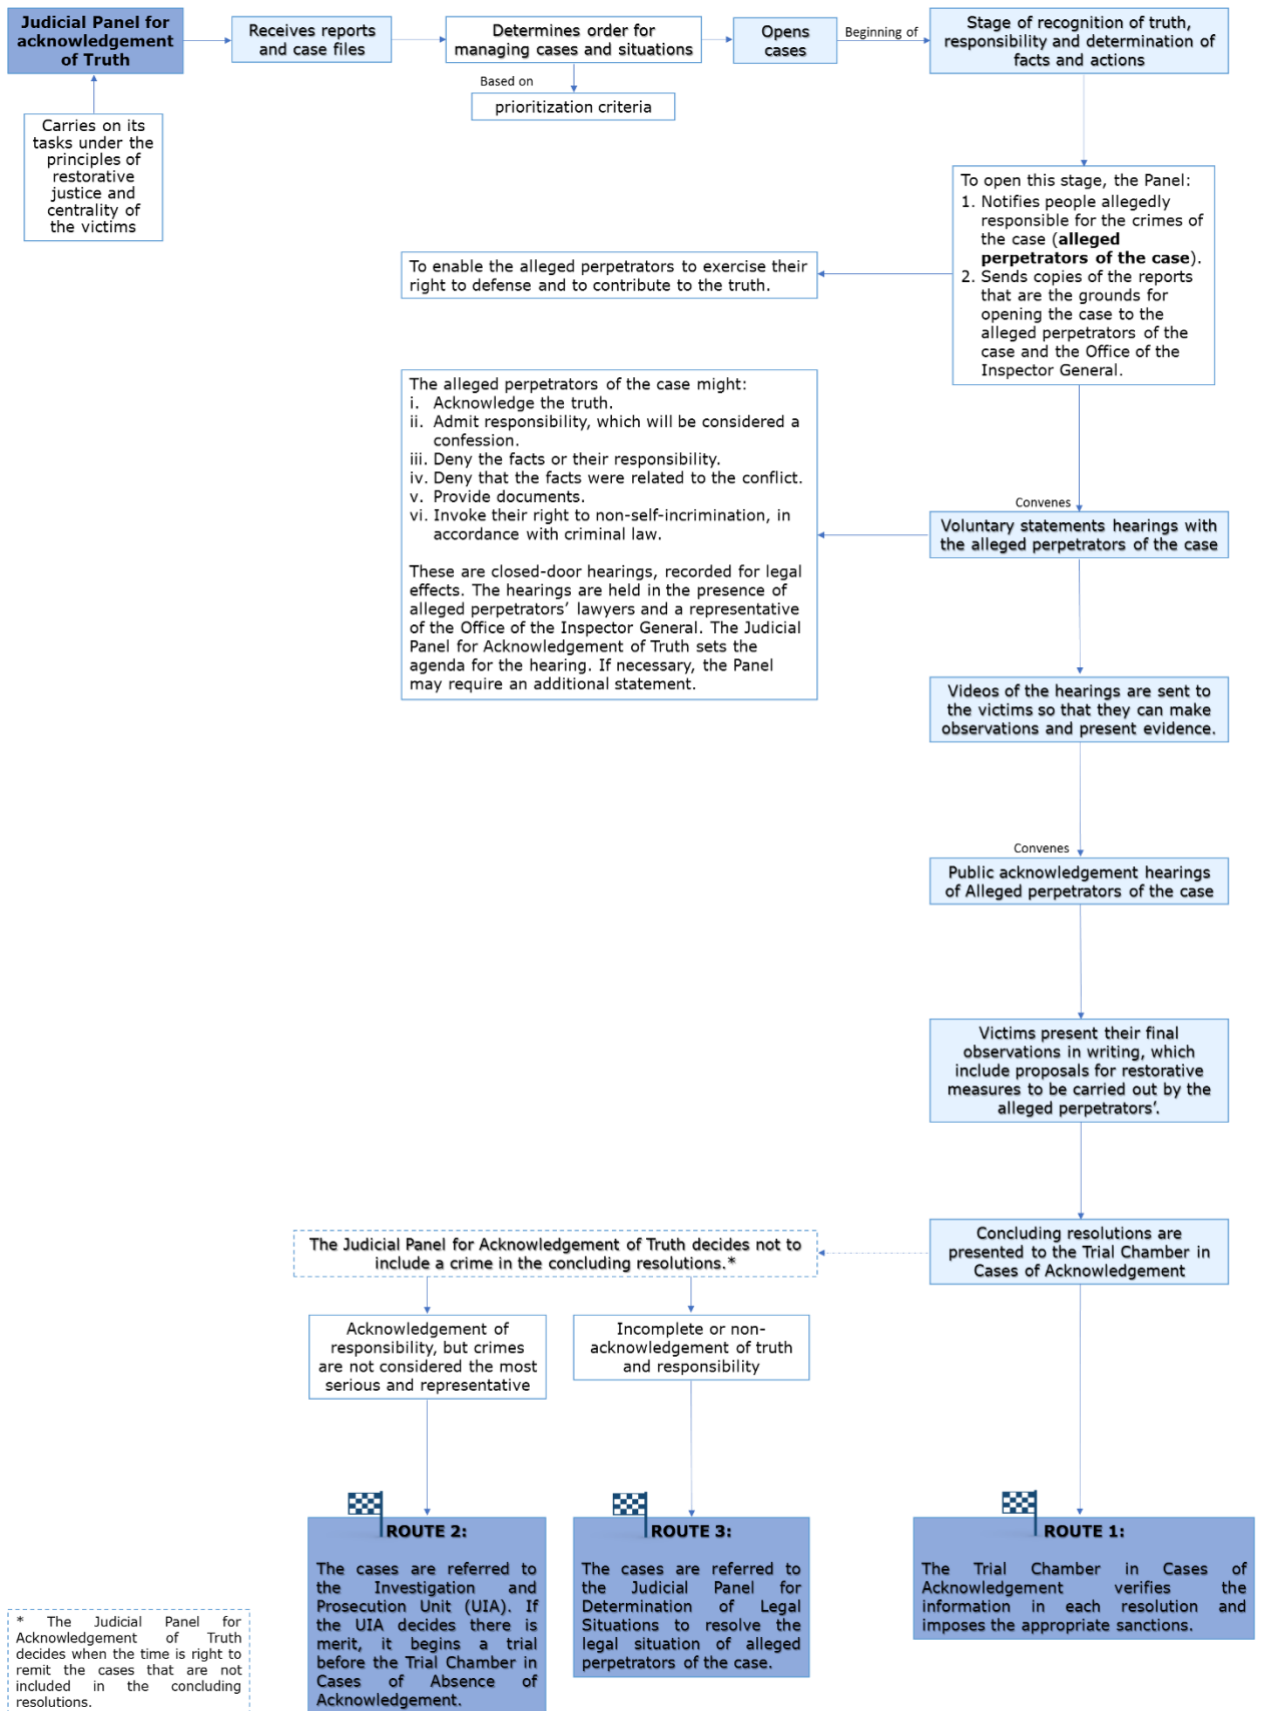 Judicial Panel for
acknowledgement
of Truth
Receives reports
and case files
Determines order for
managing cases and situations
Opens
cases
Beginning of
Stage of recognition of truth,
responsibility and determination of
facts and actions
Based on
prioritization criteria
Carries on its
tasks under the
principles of
restorative
justice and
centrality of
the victims
To open this stage, the Panel:
1. Notifies people allegedly
responsible for the crimes of
the case (alleged
perpetrators of the case).
2. Sends copies of the reports
that are the grounds for
opening the case to the
alleged perpetrators of the
case and the Office of the
Inspector General.
To enable the alleged perpetrators to exercise their
right to defense and to contribute to the truth.
The alleged perpetrators of the case might:
i. Acknowledge the truth.
ii. Admit responsibility, which will be considered a
confession.
iii. Deny the facts or their responsibility.
iv. Deny that the facts were related to the conflict.
v. Provide documents.
vi. Invoke their right to non-self-incrimination, in
accordance with criminal law.
These are closed-door hearings, recorded for legal
effects. The hearings are held in the presence of
alleged perpetrators’ lawyers and a representative
of the Office of the Inspector General. The Judicial
Panel for Acknowledgement of Truth sets the
agenda for the hearing. If necessary, the Panel
may require an additional statement.
Convenes
Voluntary statements hearings with
the alleged perpetrators of the case
Videos of the hearings are sent to
the victims so that they can make
observations and present evidence.
Convenes
Public acknowledgement hearings
of Alleged perpetrators of the case
Victims present their final
observations in writing, which
include proposals for restorative
measures to be carried out by the
alleged perpetrators’.
Concluding resolutions are
presented to the Trial Chamber in
Cases of Acknowledgement
The Judicial Panel for Acknowledgement of Truth decides not to
include a crime in the concluding resolutions.*
Acknowledgement of
responsibility, but crimes
are not considered the most
serious and representative
Incomplete or non-
acknowledgement of truth
and responsibility
ROUTE 2:
The cases are referred to
the Investigation and
Prosecution Unit (UIA). If
the UIA decides there is
merit, it begins a trial
before the Trial Chamber in
Cases of Absence of
Acknowledgement.
ROUTE 3:
The cases are referred to
the Judicial Panel for
Determination of Legal
Situations to resolve the
legal situation of alleged
perpetrators of the case.
ROUTE 1:
The Trial Chamber in Cases of
Acknowledgement verifies the
information in each resolution and
imposes the appropriate sanctions.
* The Judicial Panel for
Acknowledgement of Truth
decides when the time is right to
remit the cases that are not
included in the concluding
resolutions.